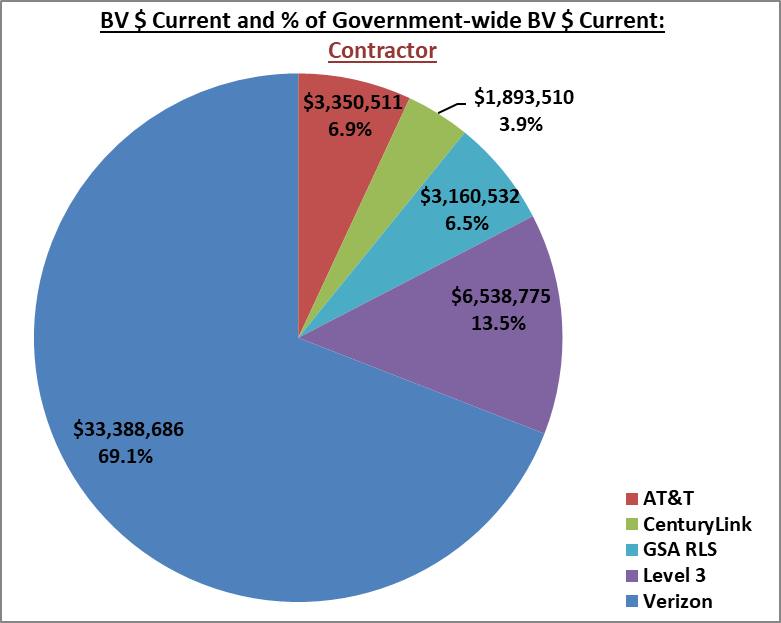 BV $ Current and % of Government-wide BV $ Current:
Contractor
$3,350,511
6.9%
$1,893,510
3.9%
$3,160,532
6.5%
$6,538,775
13.5%
$33,388,686
69.1%
AT&T
CenturyLink
GSA RLS
Level 3
Verizon